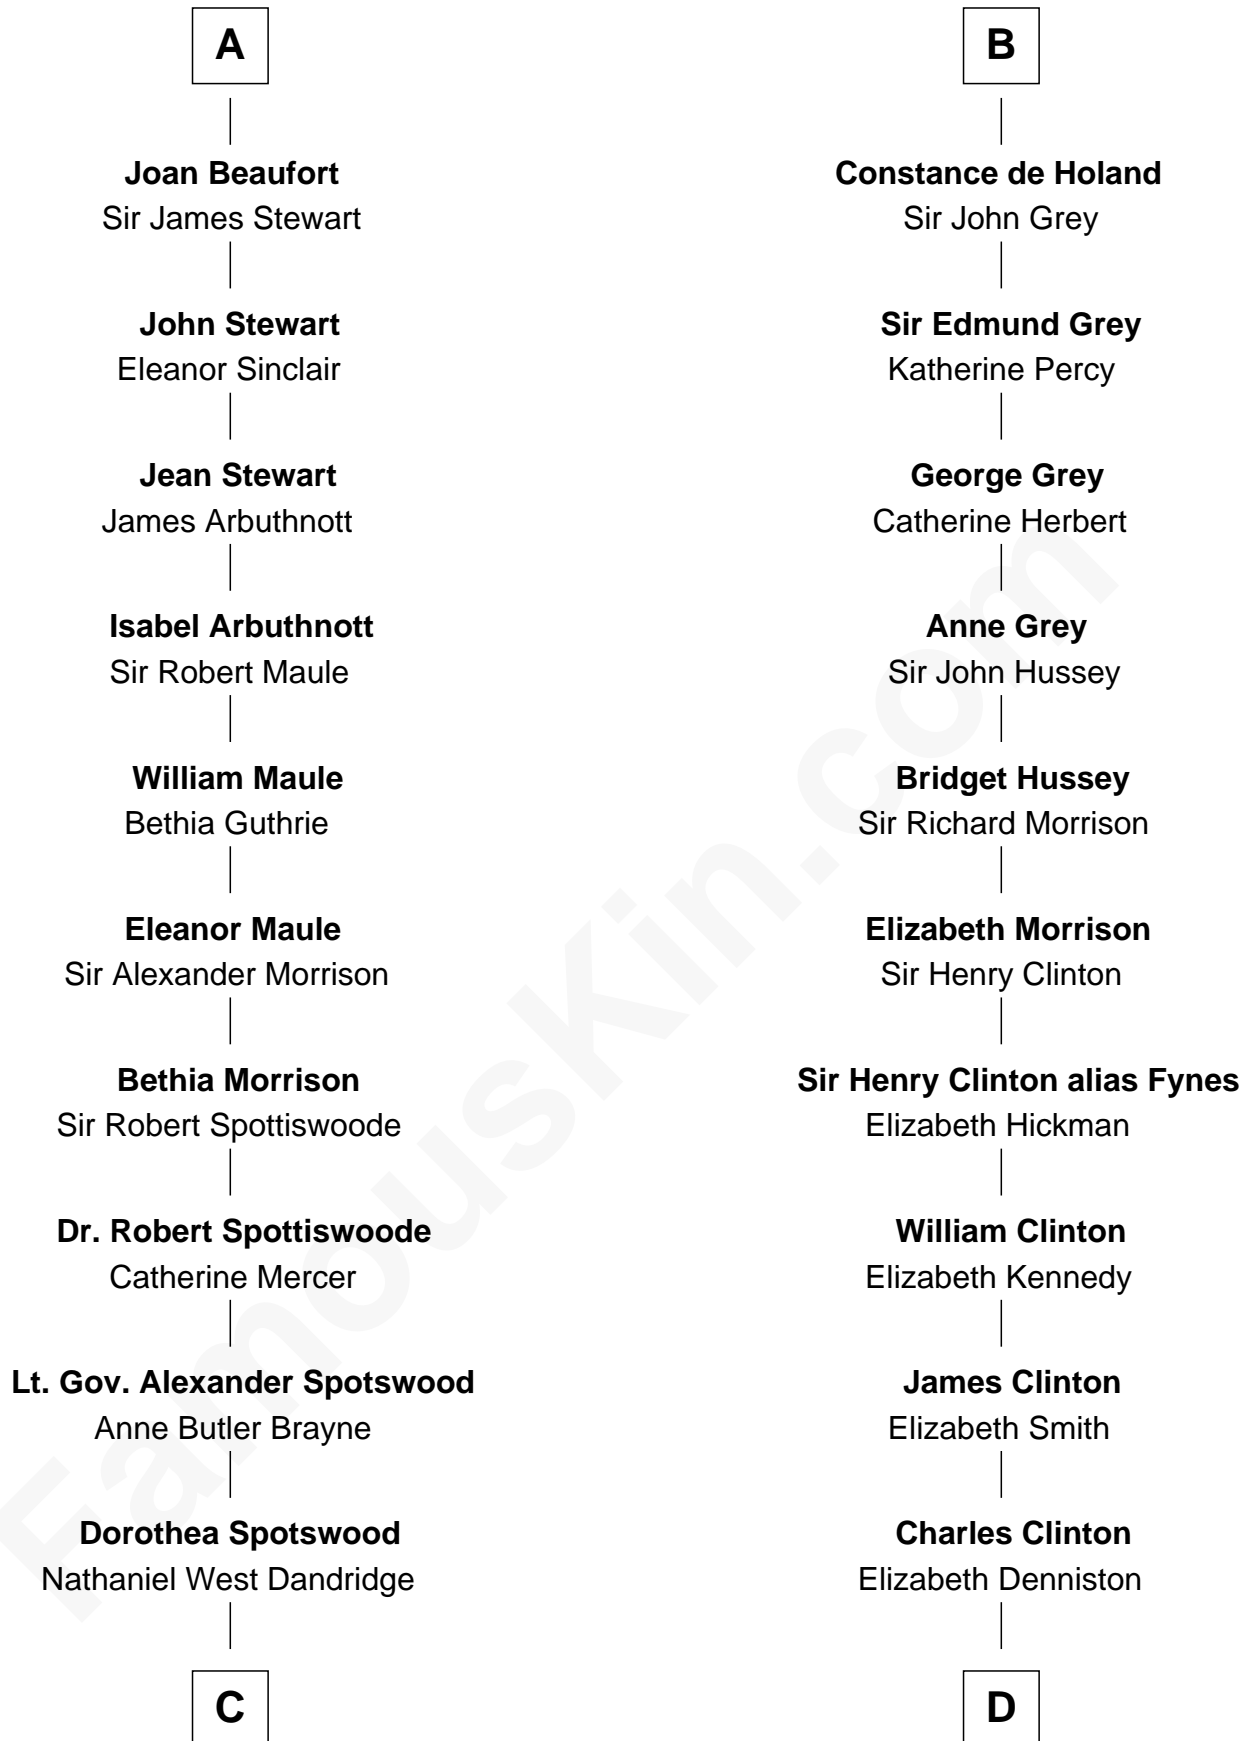 A
Joan Beaufort
Sir James Stewart
John Stewart
Eleanor Sinclair
Jean Stewart
James Arbuthnott
Isabel Arbuthnott
Sir Robert Maule
William Maule
Bethia Guthrie
Eleanor Maule
Sir Alexander Morrison
Bethia Morrison
Sir Robert Spottiswoode
Dr. Robert Spottiswoode
Catherine Mercer
Lt. Gov. Alexander Spotswood
Anne Butler Brayne
Dorothea Spotswood
Nathaniel West Dandridge
C
B
Constance de Holand
Sir John Grey
Sir Edmund Grey
Katherine Percy
George Grey
Catherine Herbert
Anne Grey
Sir John Hussey
Bridget Hussey
Sir Richard Morrison
Elizabeth Morrison
Sir Henry Clinton
Sir Henry Clinton alias Fynes
Elizabeth Hickman
William Clinton
Elizabeth Kennedy
James Clinton
Elizabeth Smith
Charles Clinton
Elizabeth Denniston
D
FamousKin.com